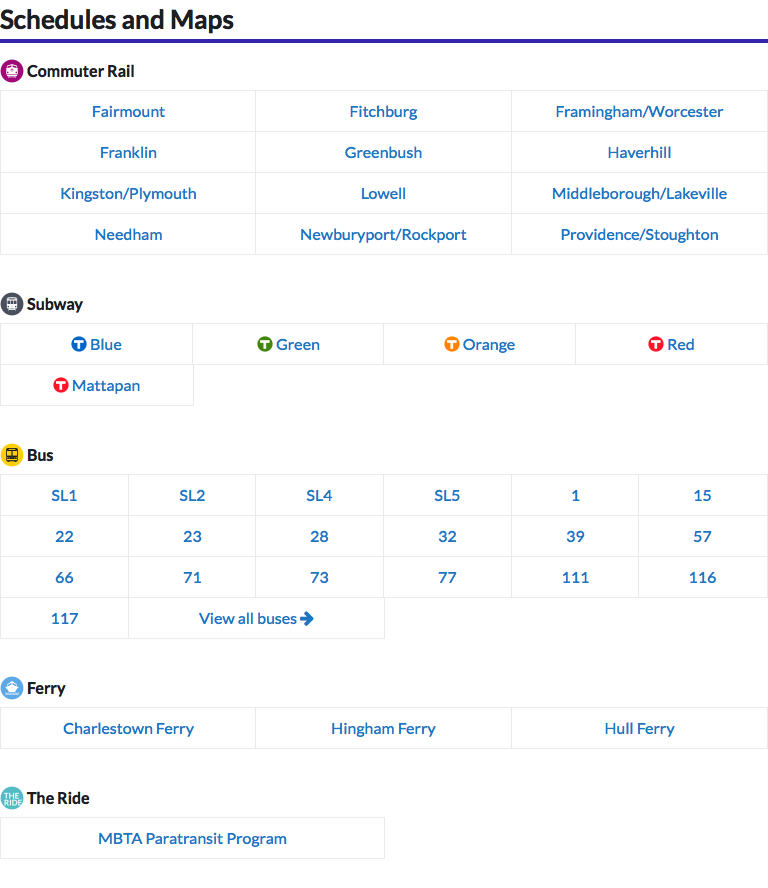 Schedules and Maps
Commuter Rail
Fairmount Fitchburg Framingham/Worcester
Franklin Greenbush Haverhill
Kingston/Plymouth Lowell Middleborough/Lakeville
Needham Newburyport/Rockport Providence/Stoughton
Subway
T Blue T Green T Orange T Red
T Mattapan
Bus
SL1 SL2 SL4 SL5 1 15
22 23 28 32 39 57
66 71 73 77 111 116
117 View all buses
Ferry
Charlestown Ferry Hingham Ferry Hull Ferry
THE RIDE The Ride
MBTA Paratransit Program